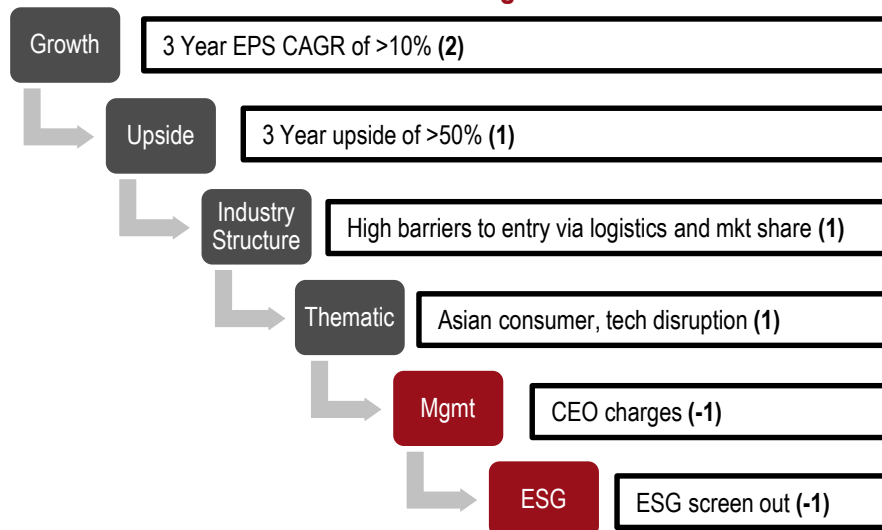 Growth
3 Year EPS CAGR of >10% (2)
Upside
3 Year upside of >50% (1)
Industry
Structure
High barriers to entry via logistics and mkt share (1)
Thematic
Asian consumer, tech disruption (1)
Mgmt
CEO charges (-1)
ESG
ESG screen out (-1)